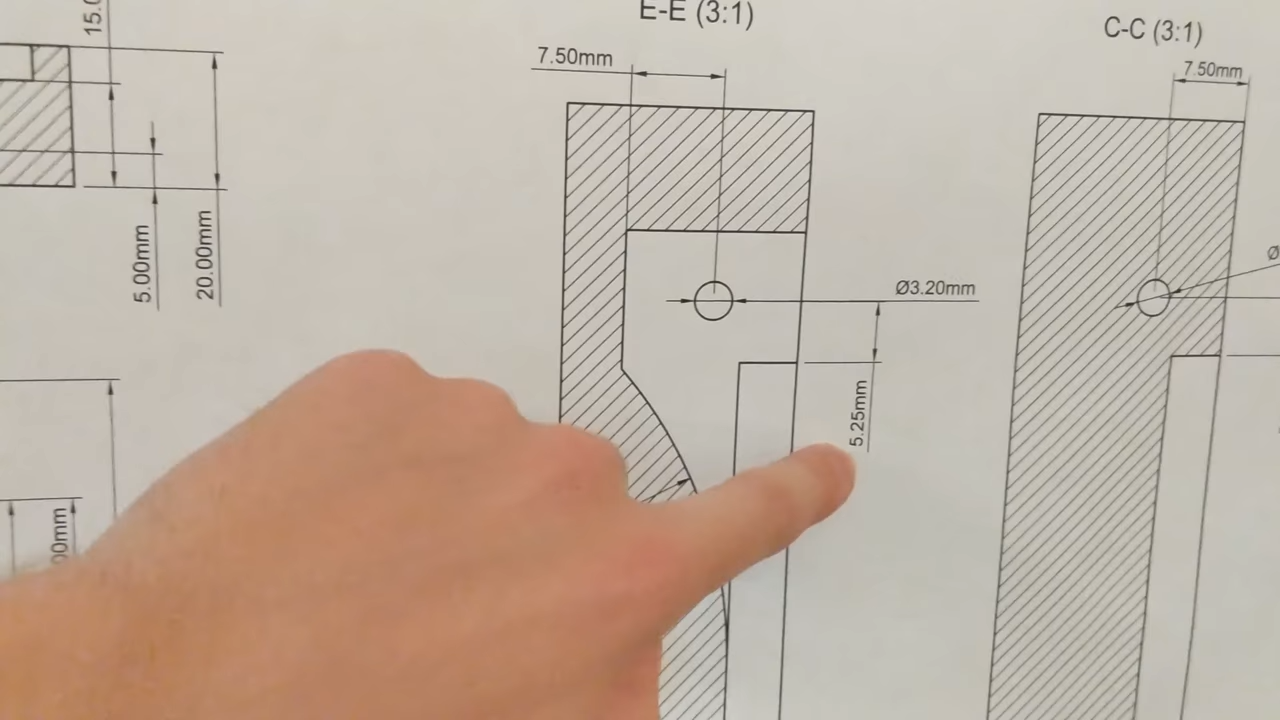 E-E (3:1)
C-C (3:1)
7.50mm
7.50mm
5.00mm
20.00mm
Ø3.20mm
5.25mm